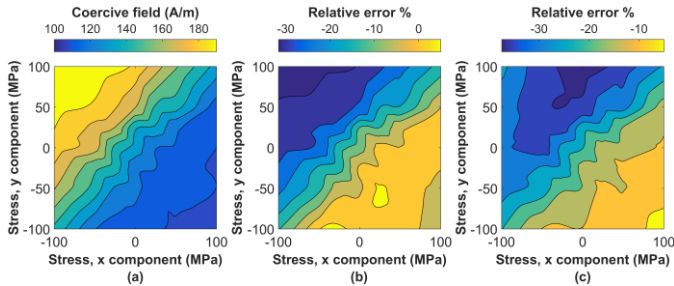 Coercive field (A/m)
100 120 140 160 180
Stress, y component (MPa)
100
50
0
-50
-100
-100 0 100
Stress, x component (MPa)
(a)
Relative error %
-30 -20 -10 0
100
50
0
-50
-100
-100 0 100
Stress, x component (MPa)
(b)
Relative error %
-30 -20 -10
Stress, y component (MPa)
100
50
0
-50
-100
-100 0 100
Stress, x component (MPa)
(c)